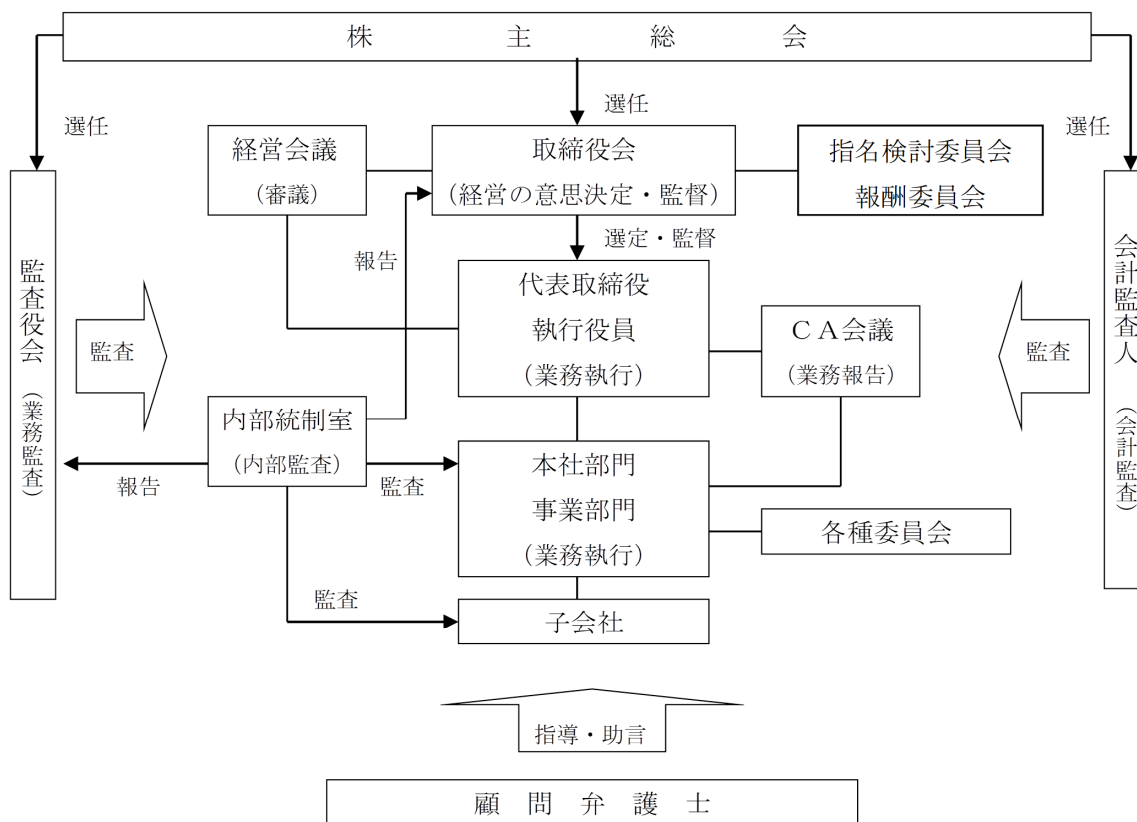 株主総会
選任
選任
選任
経営会議
(審議)
取締役会
(経営の意思決定・監督)
指名検討委員会
報酬委員会
報告
選定・監督
監査役会(業務監査)
会計監査人(会計監査)
代表取締役
執行役員
(業務執行)
CA会議
(業務報告)
監査
監査
内部統制室
(内部監査)
報告
監査
本社部門
事業部門
(業務執行)
各種委員会
監査
子会社
指導・助言
顧問弁護士